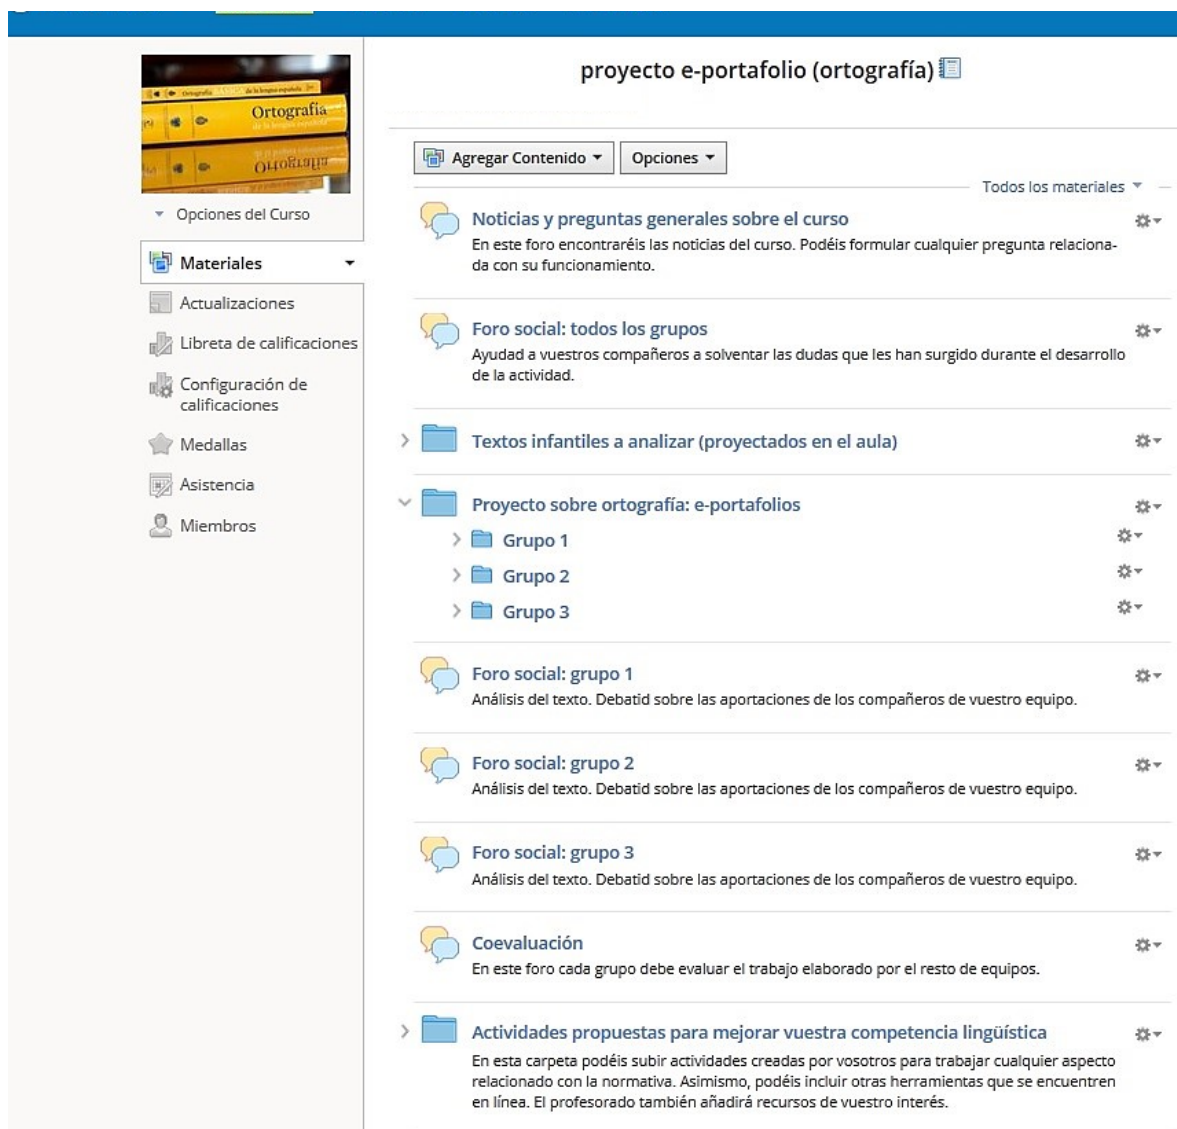 proyecto e-portafolio (ortografía)
Ortografía
Ortografía
Opciones del Curso
Materiales
Actualizaciones
Libreta de calificaciones
Configuración de
calificaciones
Medallas
Asistencia
Miembros
Agregar Contenido
Opciones
Todos los materiales
Noticias y preguntas generales sobre el curso
En este foro encontraréis las noticias del curso. Podéis formular cualquier pregunta relaciona-
da con su funcionamiento.
Foro social: todos los grupos
Ayudad a vuestros compañeros a solventar las dudas que les han surgido durante el desarrollo
de la actividad.
Textos infantiles a analizar (proyectados en el aula)
Proyecto sobre ortografía: e-portafolios
Grupo 1
Grupo 2
Grupo 3
Foro social: grupo 1
Análisis del texto. Debatid sobre las aportaciones de los compañeros de vuestro equipo.
Foro social: grupo 2
Análisis del texto. Debatid sobre las aportaciones de los compañeros de vuestro equipo.
Foro social: grupo 3
Análisis del texto. Debatid sobre las aportaciones de los compañeros de vuestro equipo.
Coevaluación
En este foro cada grupo debe evaluar el trabajo elaborado por el resto de equipos.
Actividades propuestas para mejorar vuestra competencia lingüística
En esta carpeta podéis subir actividades creadas por vosotros para trabajar cualquier aspecto
relacionado con la normativa. Asimismo, podéis incluir otras herramientas que se encuentren
en línea. El profesorado también añadirá recursos de vuestro interés.